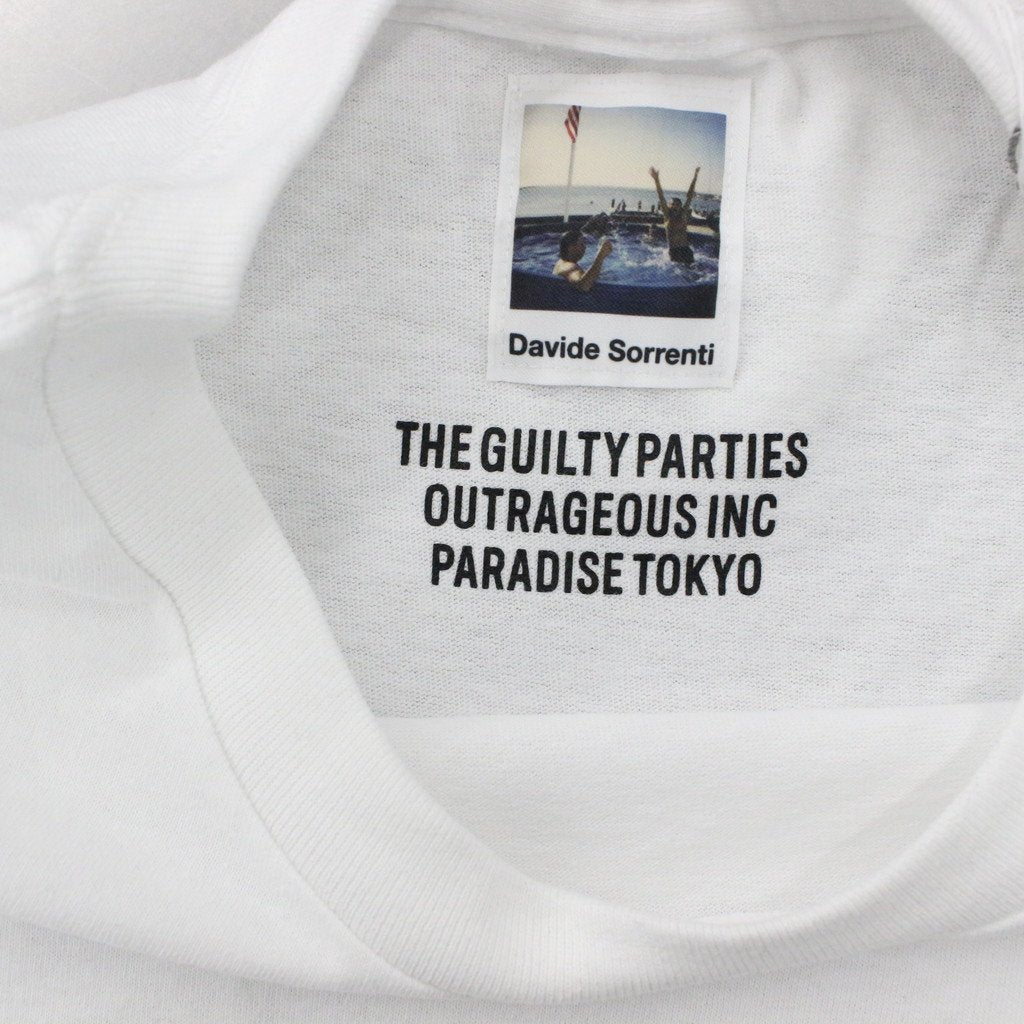 Davide Sorrenti
THE GUILTY PARTIES
OUTRAGEOUS INC
PARADISE TOKYO